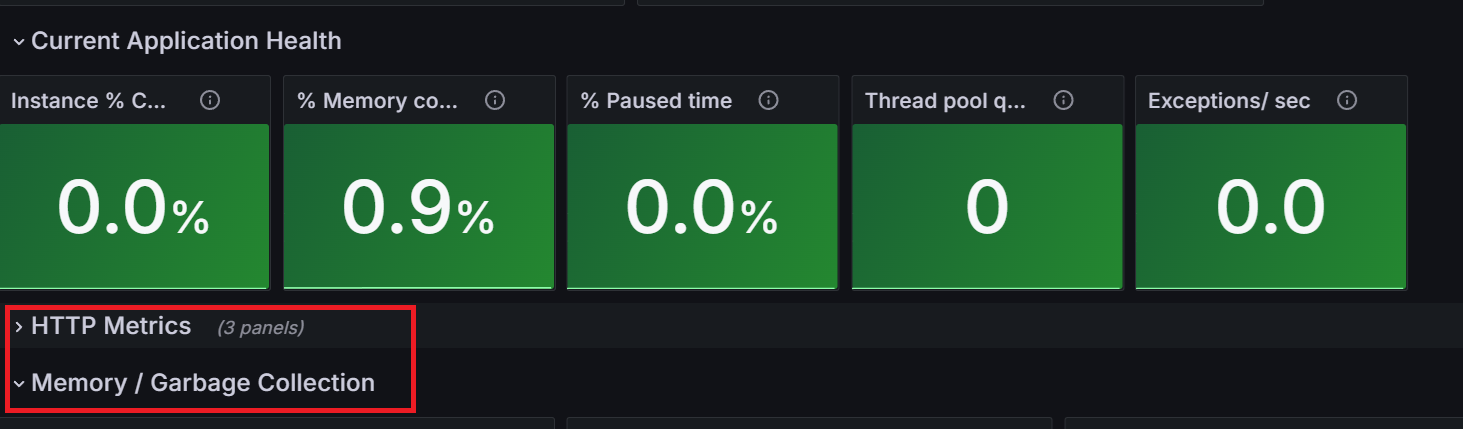 Current Application Health
Instance % C... % Memory co... % Paused time Thread pool q... Exceptions/ sec
0.0% 0.9% 0.0% 0 0.0
HTTP Metrics (3 panels)
Memory / Garbage Collection